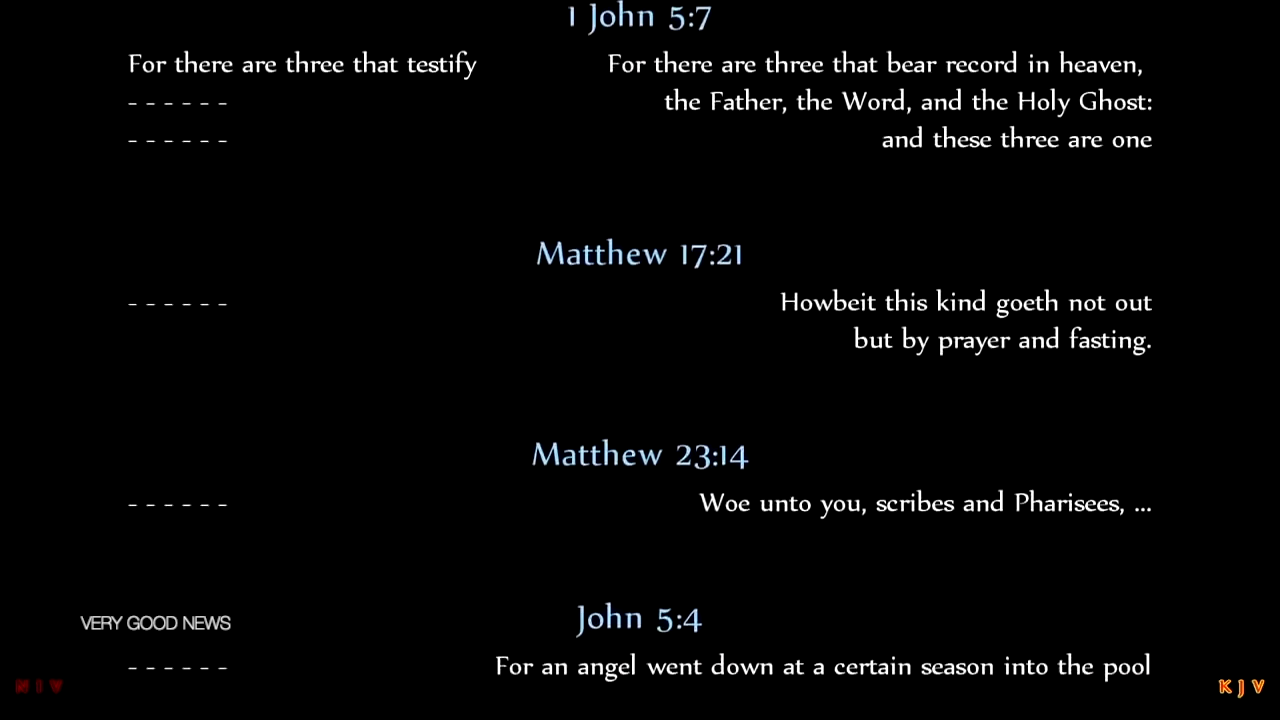 1 John 5:7
For there are three that testify For there are three that bear record in heaven,
- - - - - - the Father, the Word, and the Holy Ghost:
- - - - - - and these three are one
Matthew 17:21
- - - - - - Howbeit this kind goeth not out
but by prayer and fasting.
Matthew 23:14
- - - - - - Woe unto you, scribes and Pharisees, ...
VERY GOOD NEWS John 5:4
- - - - - - For an angel went down at a certain season into the pool
NIV KJV